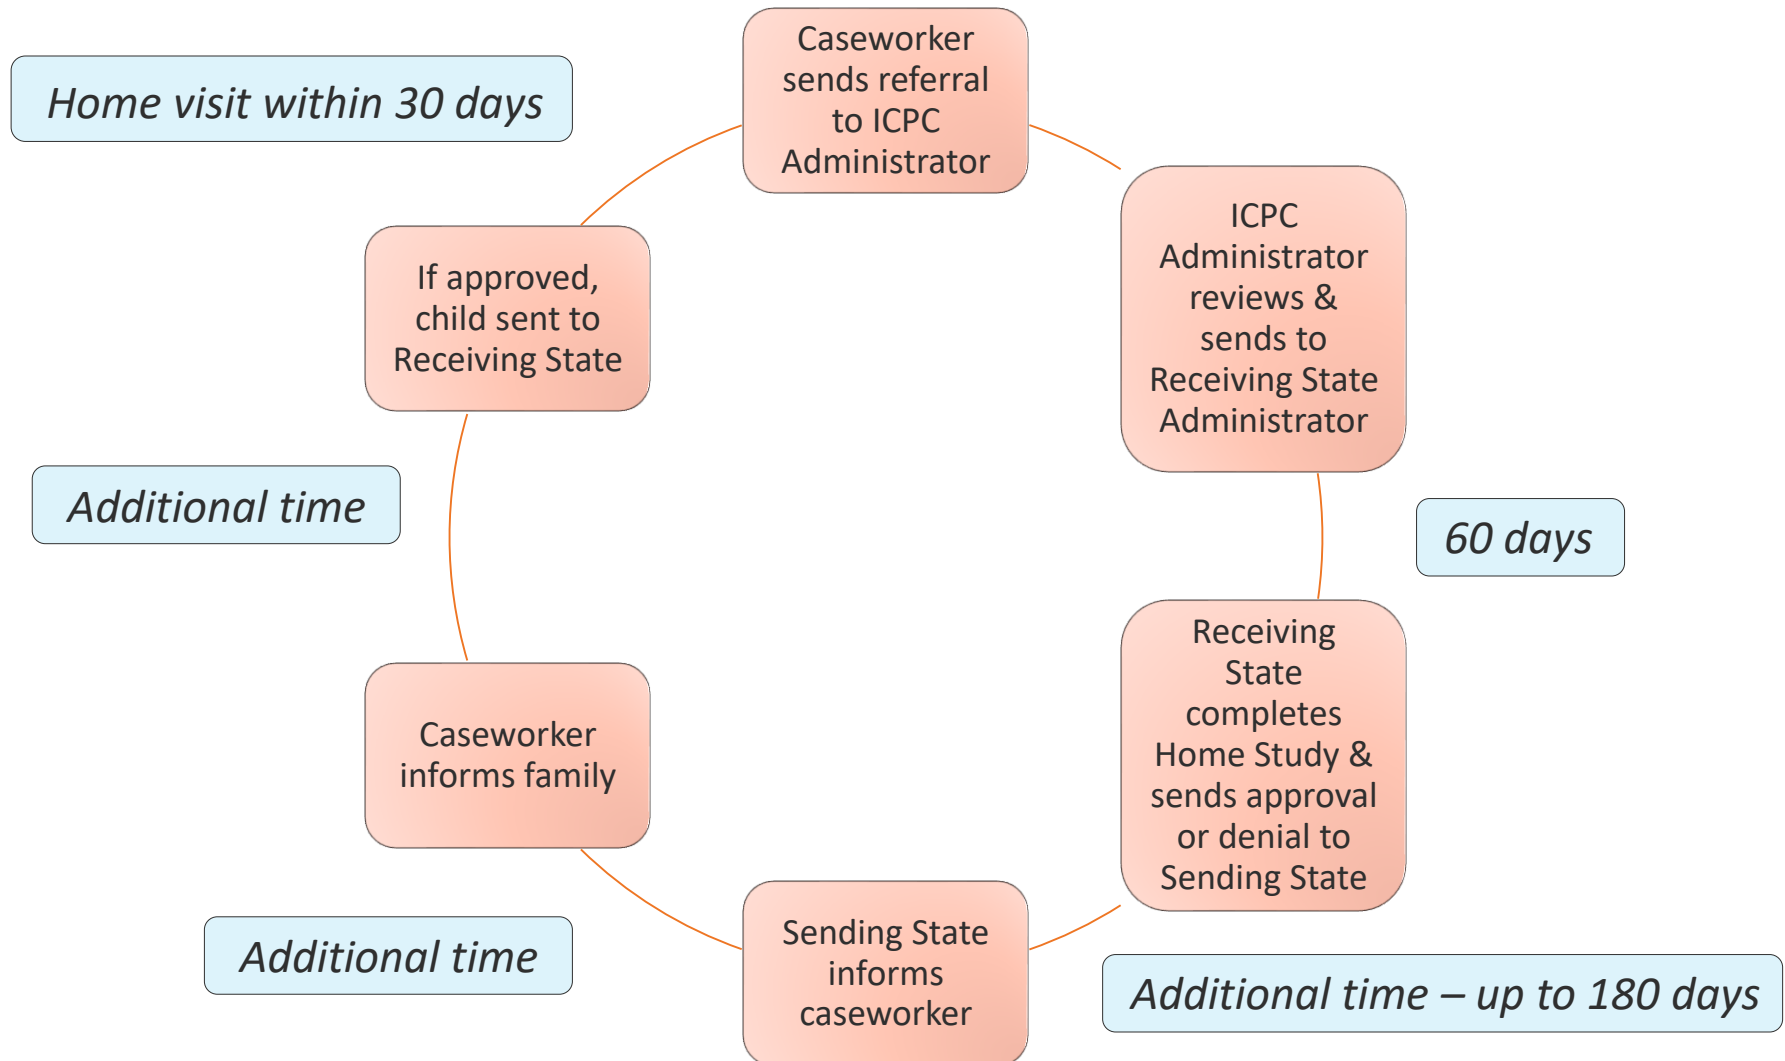 Caseworker
sends referral
to ICPC
Administrator
Home visit within 30 days
ICPC
Administrator
reviews &
sends to
Receiving State
Administrator
60 days
Receiving
State
completes
Home Study &
sends approval
or denial to
Sending State
Additional time – up to 180 days
Sending State
informs
caseworker
Additional time
Caseworker
informs family
Additional time
If approved,
child sent to
Receiving State